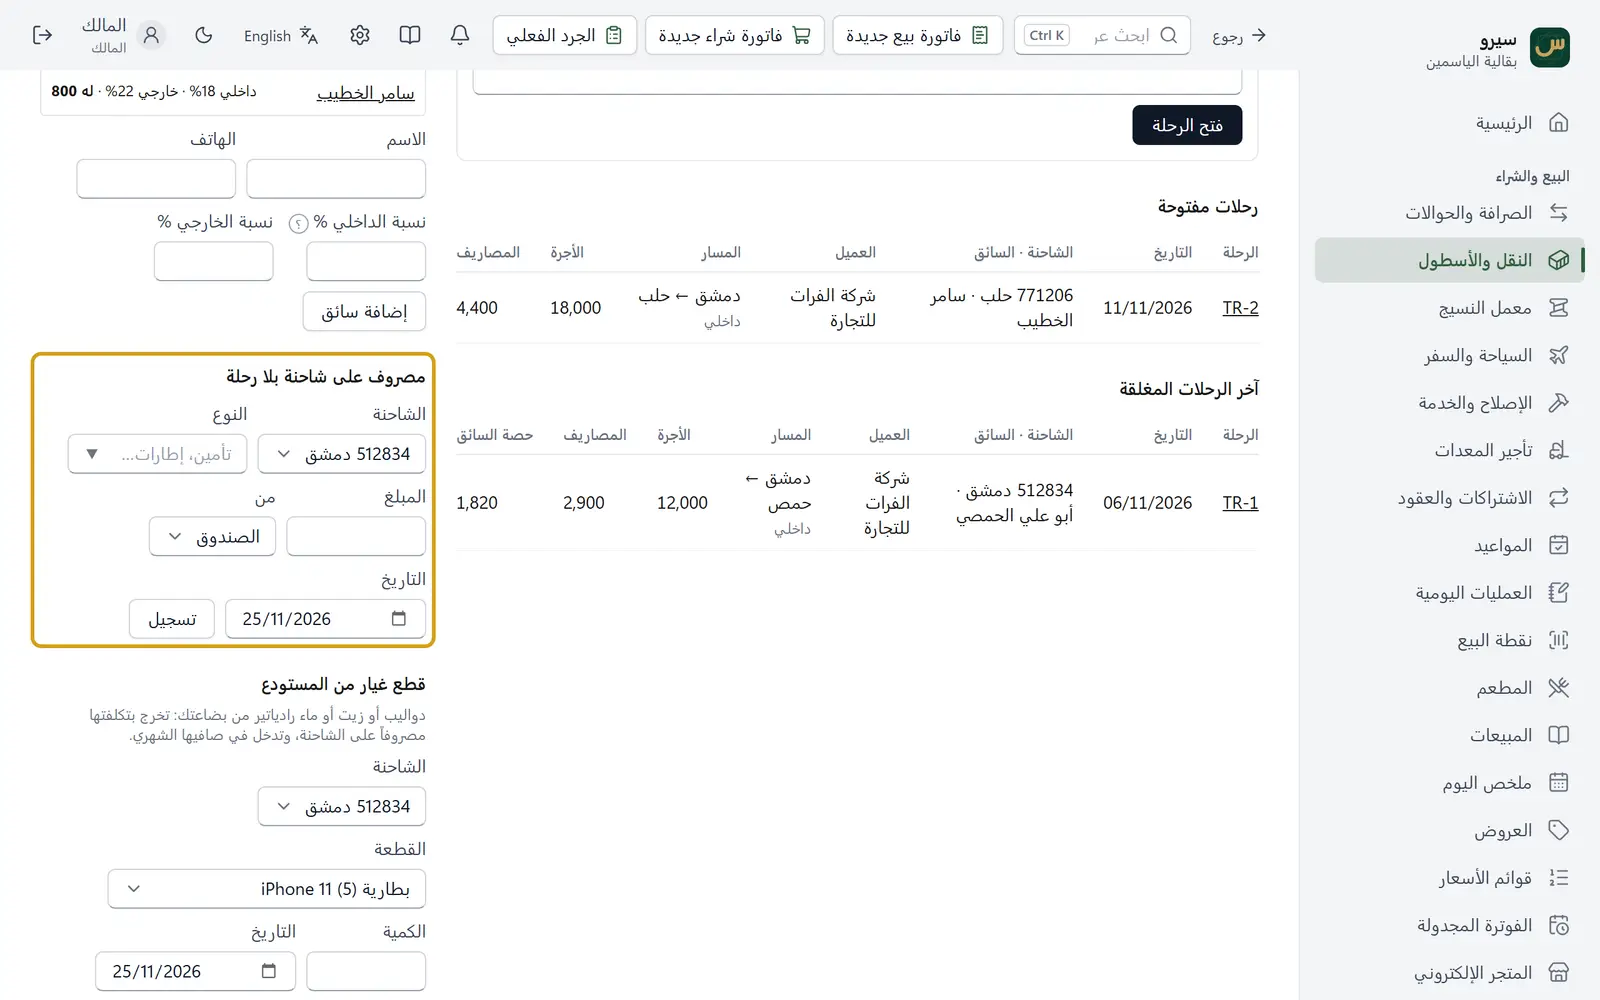 سيرو
بقالية الياسمين
رجوع
ابحث عر
Ctrl K
فاتورة بيع جديدة
فاتورة شراء جديدة
الجرد الفعلي
English
المالك
المالك
الرئيسية
البيع والشراء
الصرافة والحوالات
النقل والأسطول
معمل النسيج
السياحة والسفر
الإصلاح والخدمة
تأجير المعدات
الاشتراكات والعقود
المواعيد
العمليات اليومية
نقطة البيع
المطعم
المبيعات
ملخص اليوم
العروض
قوائم الأسعار
الفوترة المجدولة
المتجر الإلكتروني
فتح الرحلة
رحلات مفتوحة
الرحلة التاريخ الشاحنة · السائق العميل المسار الأجرة المصاريف
TR-2 11/11/2026 771206 حلب · سامر الخطيب شركة الفرات للتجارة دمشق ← حلب داخلي 18,000 4,400
آخر الرحلات المغلقة
الرحلة التاريخ الشاحنة · السائق العميل المسار الأجرة المصاريف حصة السائق
TR-1 06/11/2026 512834 دمشق · أبو علي الحمصي شركة الفرات للتجارة دمشق ← حمص داخلي 12,000 2,900 1,820
سامر الخطيب داخلي 18% · خارجي 22% · له 800
الاسم الهاتف
نسبة الداخلي % ؟ نسبة الخارجي %
إضافة سائق
مصروف على شاحنة بلا رحلة
الشاحنة النوع
512834 دمشق تأمين، إطارات...
المبلغ من
الصندوق
التاريخ
25/11/2026 تسجيل
قطع غيار من المستودع
دواليب أو زيت أو ماء رادياتير من بضاعتك: تخرج بتكلفتها
مصروفاً على الشاحنة، وتدخل في صافيها الشهري.
الشاحنة
512834 دمشق
القطعة
بطارية iPhone 11 (5)
الكمية التاريخ
25/11/2026